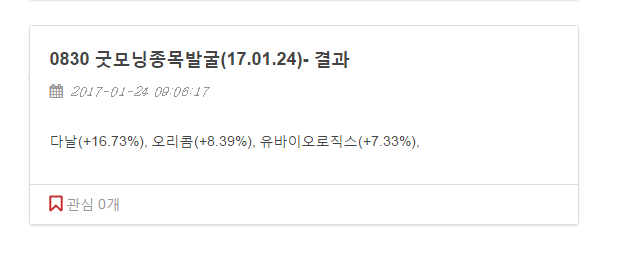 0830 굿모닝종목발굴(17.01.24)- 결과
2017-01-24 09:06:17
다날(+16.73%), 오리콤(+8.39%), 유바이오로직스(+7.33%),
관심 0개